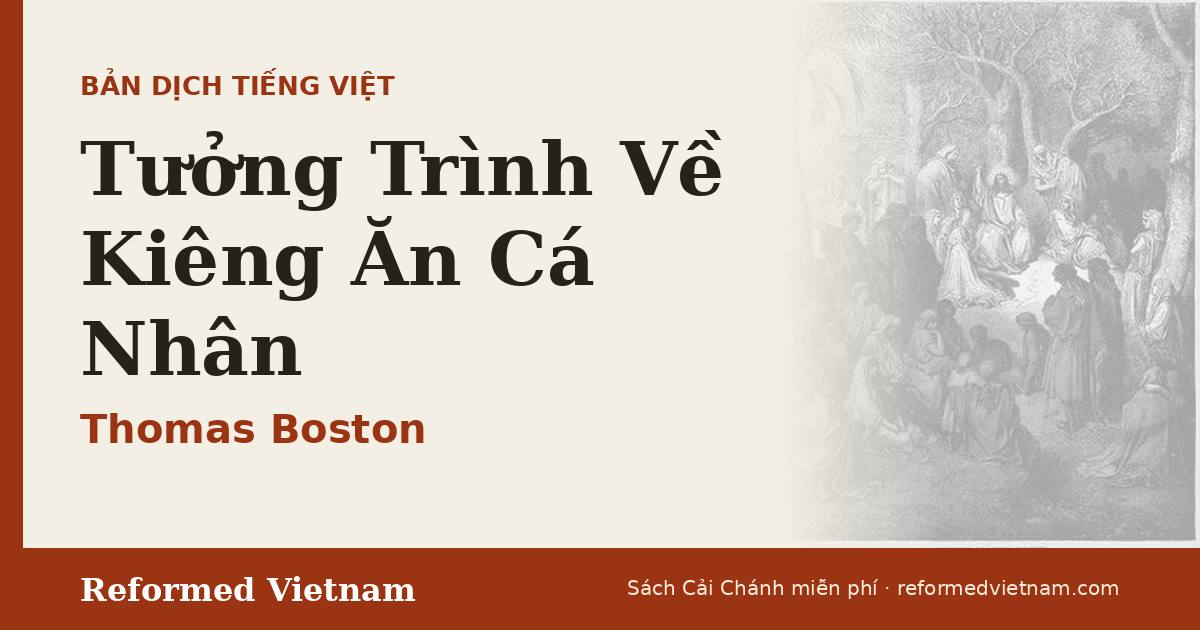 BẢN DỊCH TIẾNG VIỆT
Tưởng Trình Về
Kiêng Ăn Cá
Nhân
Thomas Boston
Reformed Vietnam
Sách Cải Chánh miễn phí · reformedvietnam.com